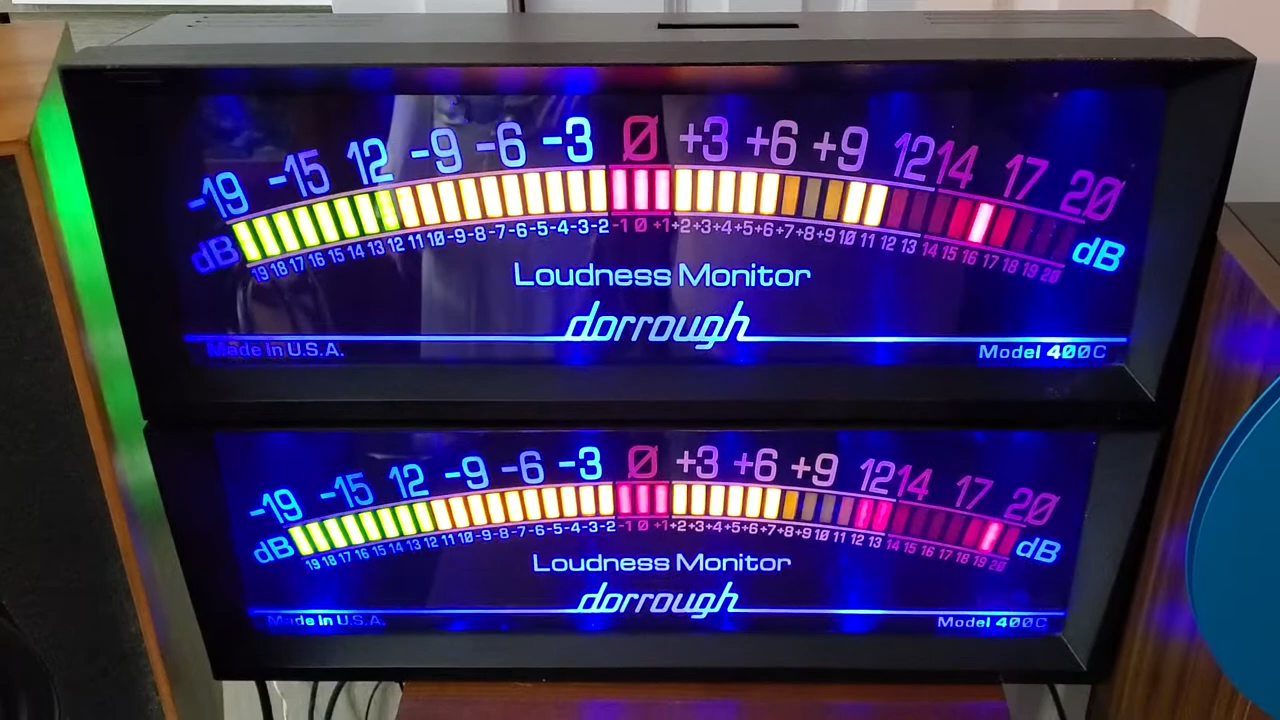 -19 -15 12 -9 -6 -3 0 +3 +6 +9 12 14 17 20
dB 19 18 17 16 15 14 13 12 11 10 -9 -8 -7 -6 -5 -4 -3 -2 -1 0 +1 +2 +3 +4 +5 +6 +7 +8 +9 10 11 12 13 14 15 16 17 18 19 20 dB
Loudness Monitor
dorrough
Made in U.S.A. Model 400C
-19 -15 12 -9 -6 -3 0 +3 +6 +9 12 14 17 20
dB 19 18 17 16 15 14 13 12 11 10 -9 -8 -7 -6 -5 -4 -3 -2 -1 0 +1 +2 +3 +4 +5 +6 +7 +8 +9 10 11 12 13 14 15 16 17 18 19 20 dB
Loudness Monitor
dorrough
Made in U.S.A. Model 400C